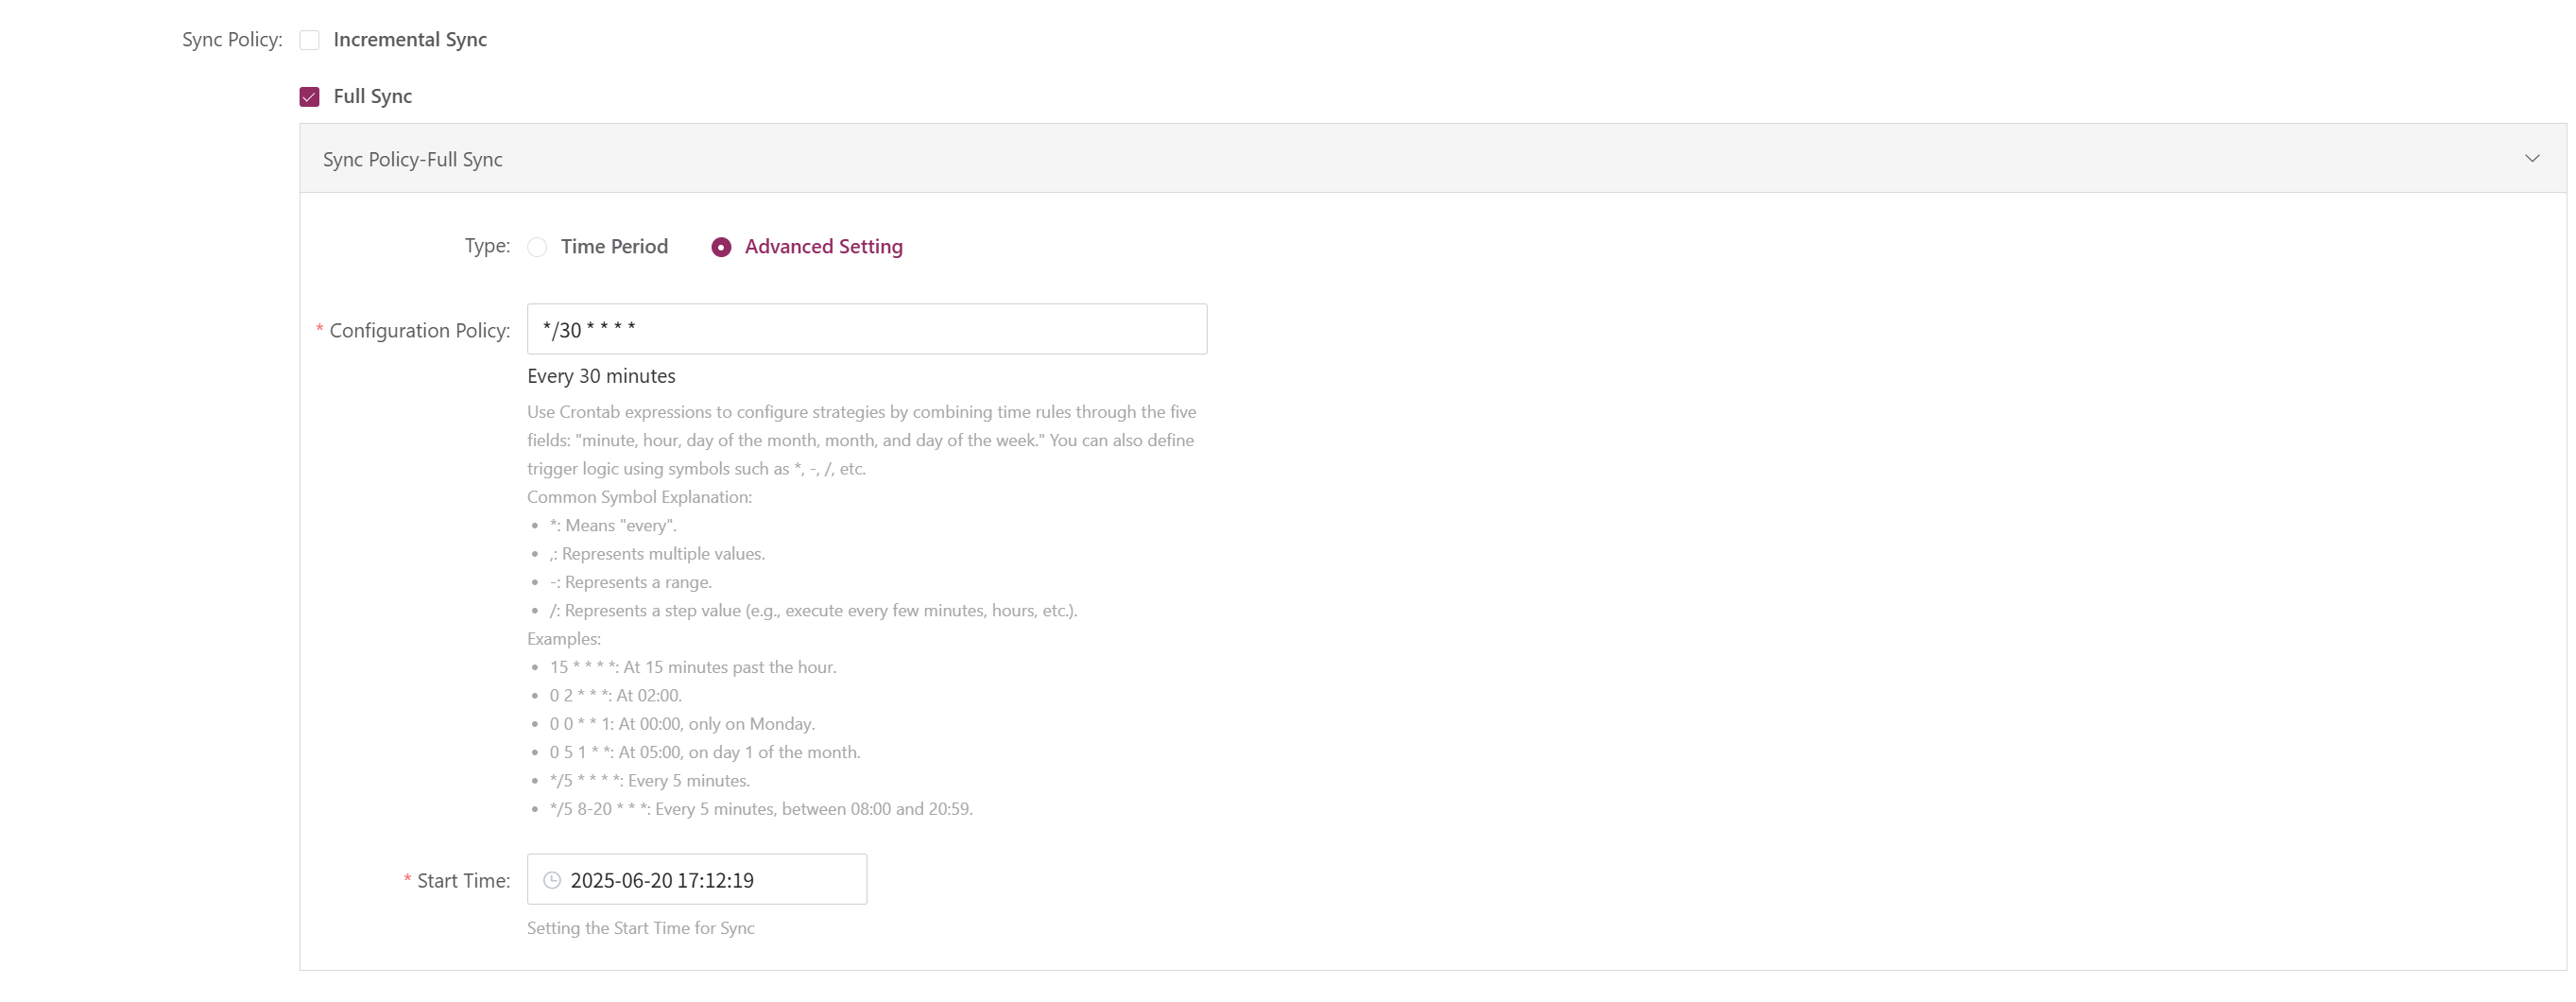 Sync Policy: Incremental Sync
Full Sync
Sync Policy-Full Sync
Type: Time Period Advanced Setting
* Configuration Policy: */30 * * * *
Every 30 minutes
Use Crontab expressions to configure strategies by combining time rules through the five
fields: "minute, hour, day of the month, month, and day of the week." You can also define
trigger logic using symbols such as *, -, /, etc.
Common Symbol Explanation:
• *: Means "every".
• ,: Represents multiple values.
• -: Represents a range.
• /: Represents a step value (e.g., execute every few minutes, hours, etc.).
Examples:
• 15 * * * *: At 15 minutes past the hour.
• 0 2 * * *: At 02:00.
• 0 0 * * 1: At 00:00, only on Monday.
• 0 5 1 * *: At 05:00, on day 1 of the month.
• */5 * * * *: Every 5 minutes.
• */5 8-20 * * *: Every 5 minutes, between 08:00 and 20:59.
* Start Time: 2025-06-20 17:12:19
Setting the Start Time for Sync